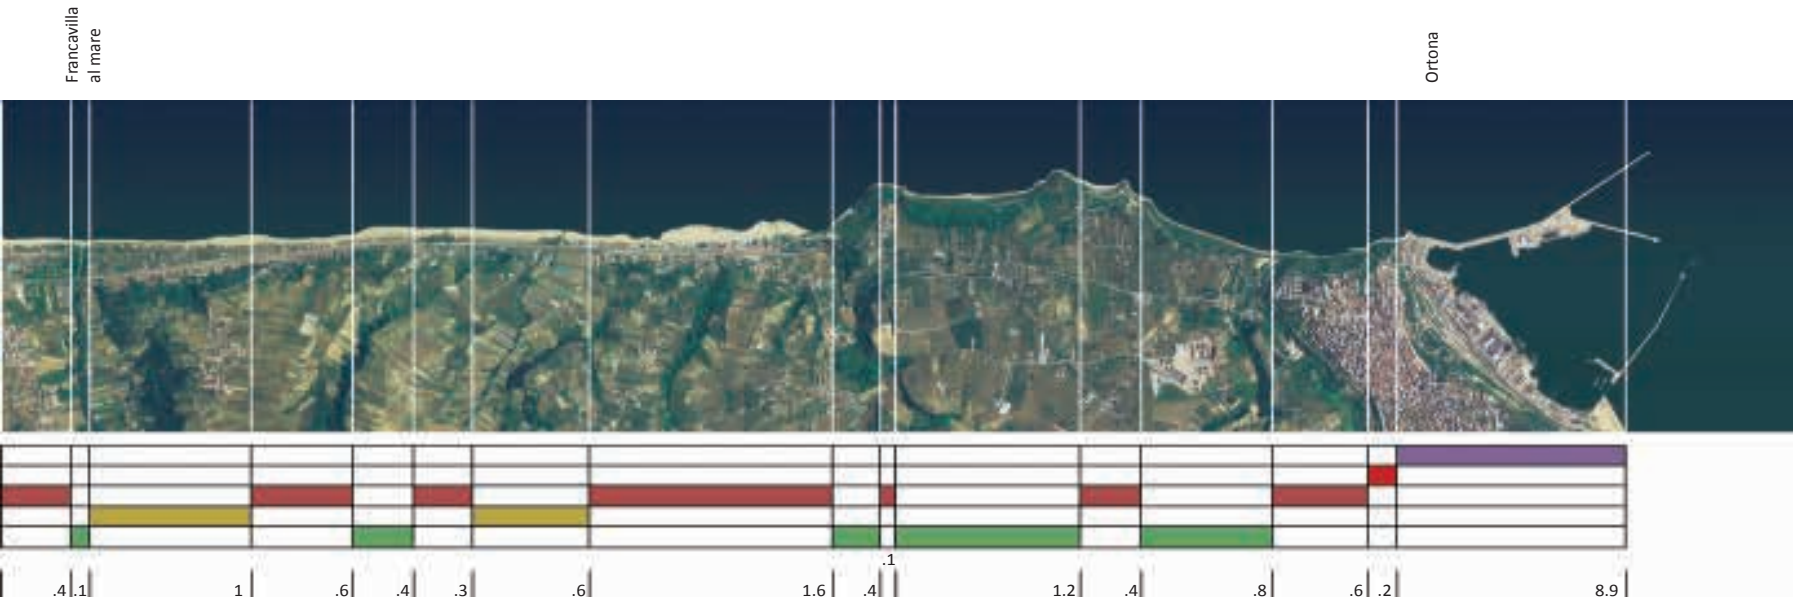 Francavilla
al mare
Ortona
.1
.4 .1 1 .6 .4 .3 .6 1.6 .4 1.2 .4 .8 .6 .2 8.9